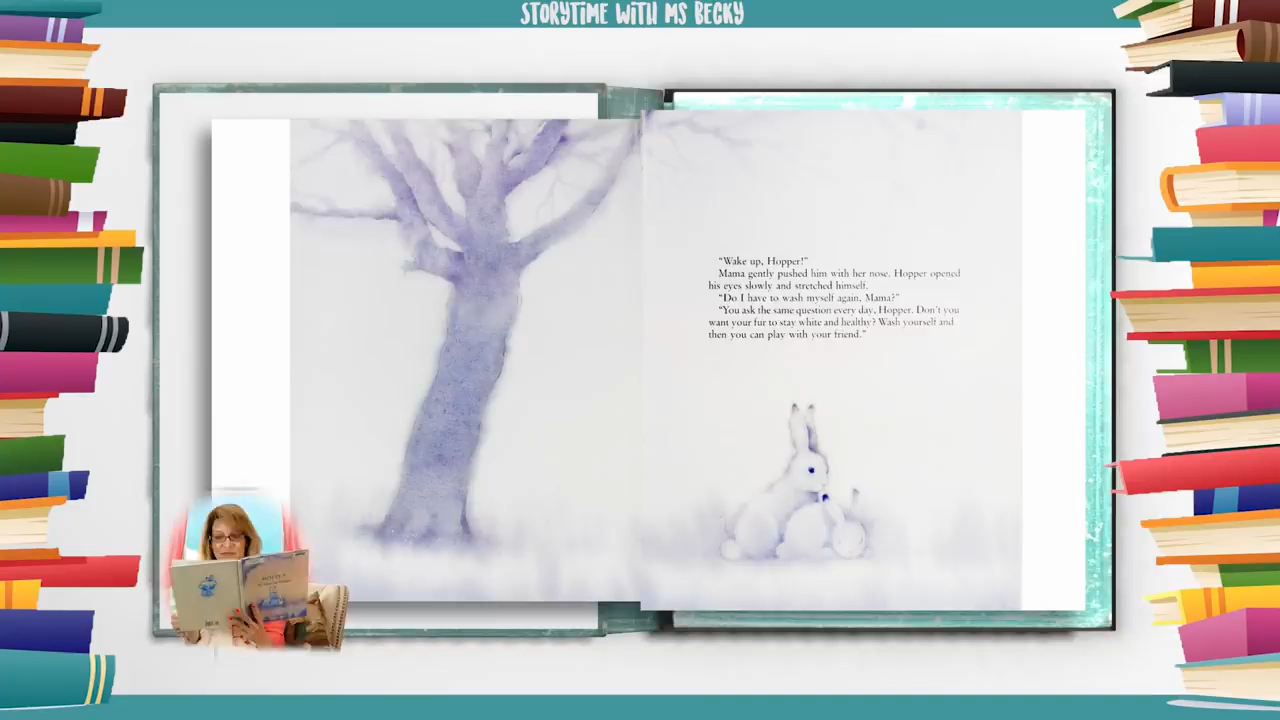 STORYTIME WITH MS BECKY
“Wake up, Hopper!”
Mama gently pushed him with her nose. Hopper opened
his eyes slowly and stretched himself.
“Do I have to wash myself again, Mama?”
“You ask the same question every day, Hopper. Don’t you
want your fur to stay white and healthy? Wash yourself and
then you can play with your friend.”